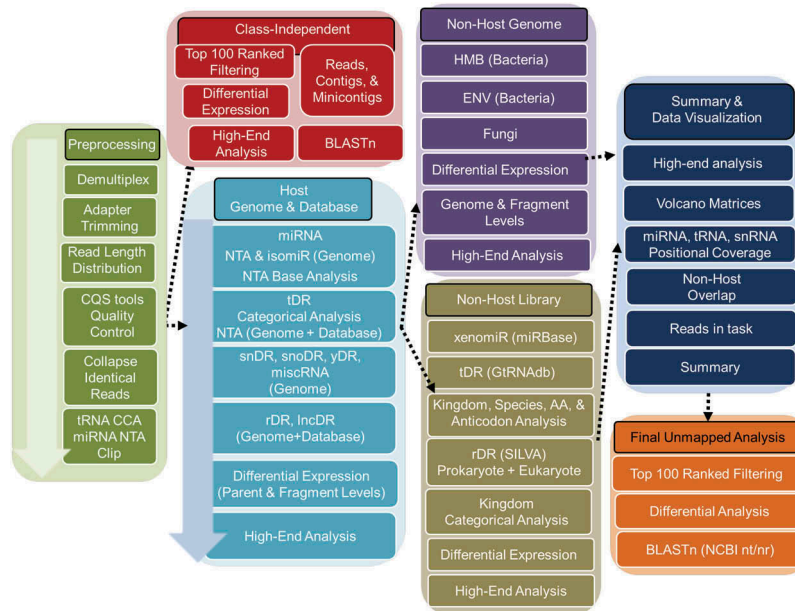 Preprocessing
Demultiplex
Adapter
Trimming
Read Length
Distribution
CQS tools
Quality
Control
Collapse
Identical
Reads
tRNA CCA
miRNA NTA
Clip
Class-Independent
Top 100 Ranked
Filtering
Differential
Expression
Reads,
Contigs, &
Minicontigs
High-End
Analysis
BLASTn
Host
Genome & Database
miRNA
NTA & isomiR (Genome)
NTA Base Analysis
tDR
Categorical Analysis
NTA (Genome + Database)
snDR, snoDR, yDR,
miscRNA
(Genome)
rDR, lncDR
(Genome+Database)
Differential Expression
(Parent & Fragment Levels)
High-End Analysis
Non-Host Genome
HMB (Bacteria)
ENV (Bacteria)
Fungi
Differential Expression
Genome & Fragment
Levels
High-End Analysis
Non-Host Library
xenomiR (miRBase)
tDR (GtRNAdb)
Kingdom, Species, AA, &
Anticodon Analysis
rDR (SILVA)
Prokaryote + Eukaryote
Kingdom
Categorical Analysis
Differential Expression
High-End Analysis
Summary &
Data Visualization
High-end analysis
Volcano Matrices
miRNA, tRNA, snRNA
Positional Coverage
Non-Host
Overlap
Reads in task
Summary
Final Unmapped Analysis
Top 100 Ranked Filtering
Differential Analysis
BLASTn (NCBI nt/nr)